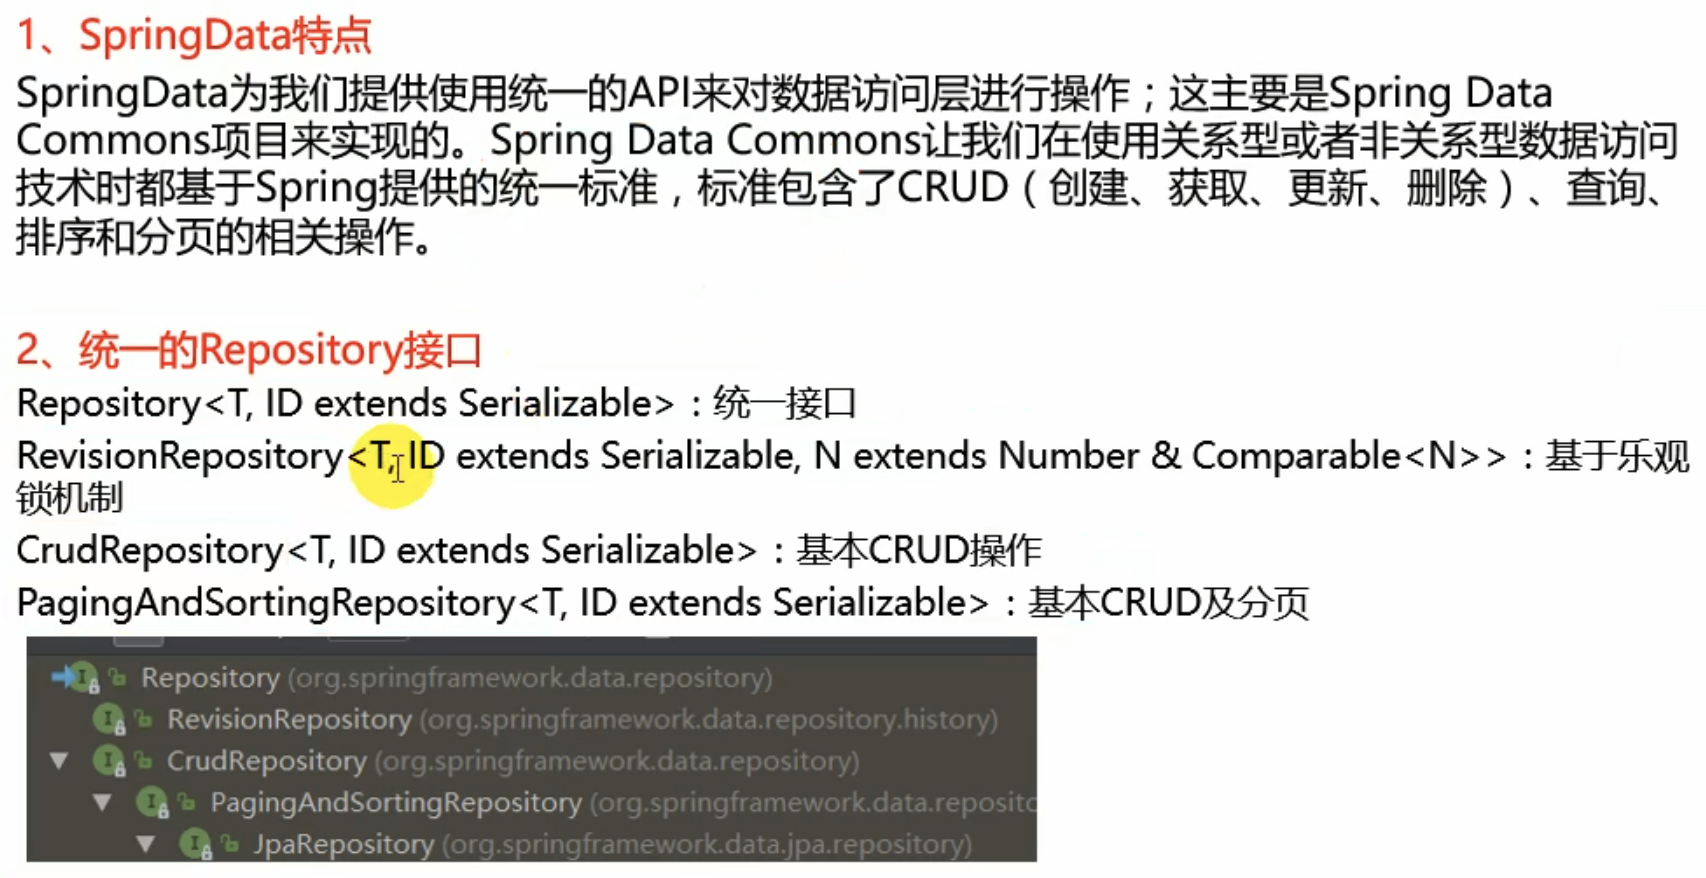 1、SpringData特点
SpringData为我们提供使用统一的API来对数据访问层进行操作；这主要是Spring Data
Commons项目来实现的。Spring Data Commons让我们在使用关系型或者非关系型数据访问
技术时都基于Spring提供的统一标准，标准包含了CRUD（创建、获取、更新、删除）、查询、
排序和分页的相关操作。
2、统一的Repository接口
Repository<T, ID extends Serializable>：统一接口
RevisionRepository<T, ID extends Serializable, N extends Number & Comparable<N>>：基于乐观
锁机制
CrudRepository<T, ID extends Serializable>：基本CRUD操作
PagingAndSortingRepository<T, ID extends Serializable>：基本CRUD及分页
Repository (org.springframework.data.repository)
RevisionRepository (org.springframework.data.repository.history)
CrudRepository (org.springframework.data.repository)
PagingAndSortingRepository (org.springframework.data.reposito
JpaRepository (org.springframework.data.jpa.repository)